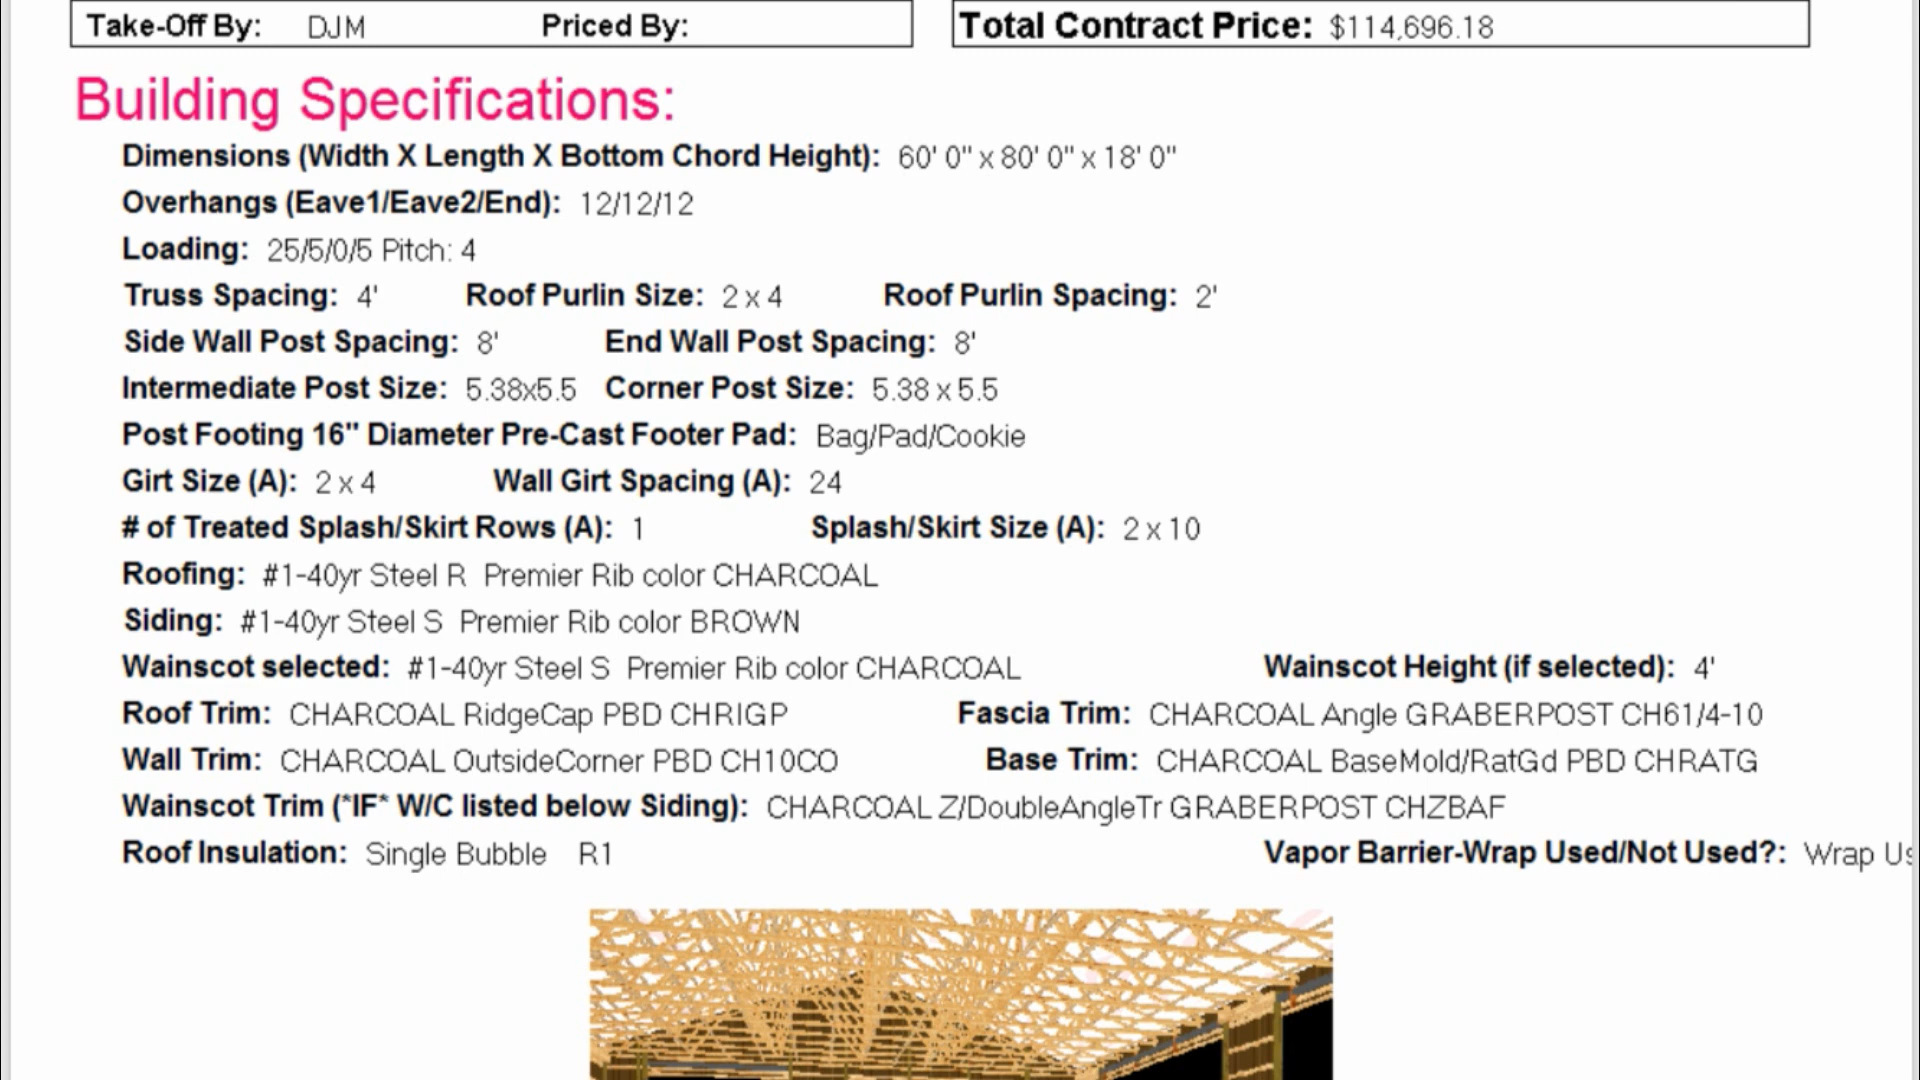 Take-Off By: DJM Priced By: Total Contract Price: $114,696.18
Building Specifications:
Dimensions (Width X Length X Bottom Chord Height): 60' 0" x 80' 0" x 18' 0"
Overhangs (Eave1/Eave2/End): 12/12/12
Loading: 25/5/0/5 Pitch: 4
Truss Spacing: 4' Roof Purlin Size: 2 x 4 Roof Purlin Spacing: 2'
Side Wall Post Spacing: 8' End Wall Post Spacing: 8'
Intermediate Post Size: 5.38x5.5 Corner Post Size: 5.38 x 5.5
Post Footing 16" Diameter Pre-Cast Footer Pad: Bag/Pad/Cookie
Girt Size (A): 2 x 4 Wall Girt Spacing (A): 24
# of Treated Splash/Skirt Rows (A): 1 Splash/Skirt Size (A): 2 x 10
Roofing: #1-40yr Steel R Premier Rib color CHARCOAL
Siding: #1-40yr Steel S Premier Rib color BROWN
Wainscot selected: #1-40yr Steel S Premier Rib color CHARCOAL Wainscot Height (if selected): 4'
Roof Trim: CHARCOAL RidgeCap PBD CHRIGP Fascia Trim: CHARCOAL Angle GRABERPOST CH61/4-10
Wall Trim: CHARCOAL OutsideCorner PBD CH10CO Base Trim: CHARCOAL BaseMold/RatGd PBD CHRATG
Wainscot Trim (*IF* W/C listed below Siding): CHARCOAL Z/DoubleAngleTr GRABERPOST CHZBAF
Roof Insulation: Single Bubble R1 Vapor Barrier-Wrap Used/Not Used?: Wrap Us